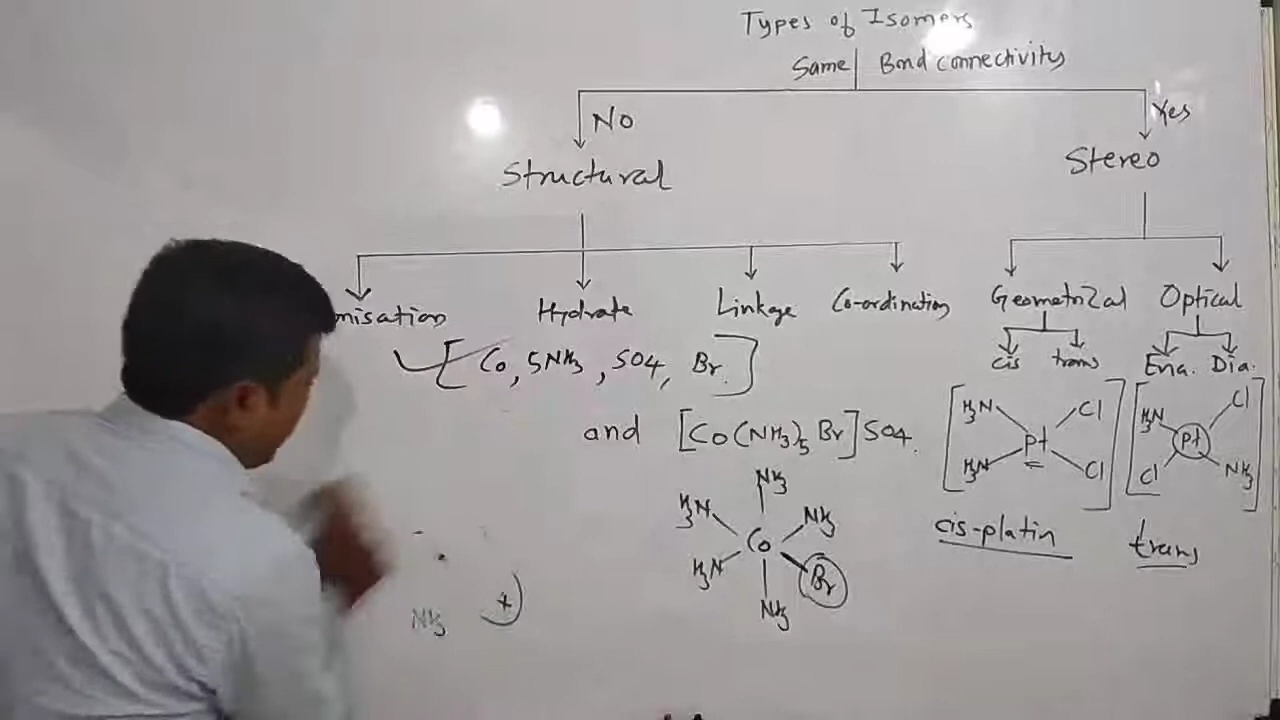 Types of Isomers
Same Bond connectivity
No
Yes
Structural
Stereo
nisation Hydrate Linkage Co-ordination Geometrical Optical
cis trans Ena. Dia.
[Co, 5NH3, SO4, Br]
and [Co(NH3)5 Br]SO4.
[H3N Cl
Pt
H3N Cl]
[H3N Cl
Pt
Cl NH3]
cis-platin
trans
NH3
H3N NH3
Co
H3N Br
NH3
NH3 +